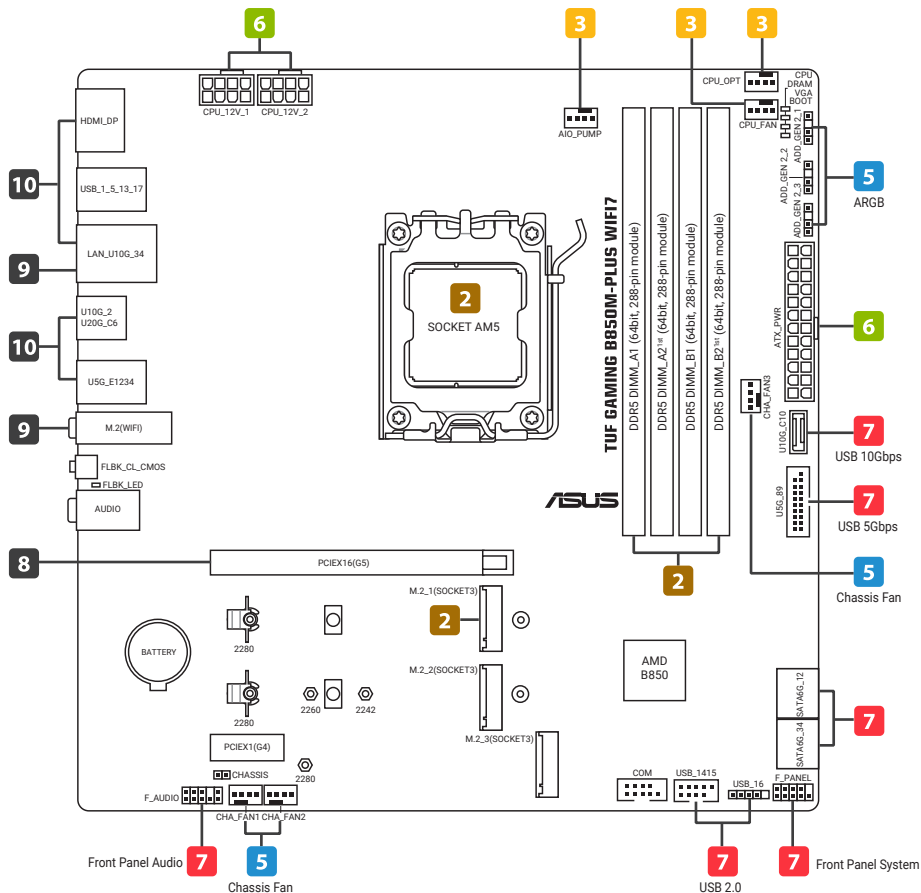 6
3
3
3
CPU_12V_1
CPU_12V_2
AIO_PUMP
CPU_OPT
CPU_FAN
CPU
DRAM
VGA
BOOT
ADD_GEN 2_1
ADD_GEN 2_2
ADD_GEN 2_3
5
ARGB
HDMI_DP
10
USB_1_5_13_17
LAN_U10G_34
9
U10G_2
U20G_C6
10
U5G_E1234
9
M.2(WIFI)
FLBK_CL_CMOS
FLBK_LED
AUDIO
2
SOCKET AM5
TUF GAMING B850M-PLUS WIFI7
DDR5 DIMM_A1 (64bit, 288-pin module)
DDR5 DIMM_A2 1st (64bit, 288-pin module)
DDR5 DIMM_B1 (64bit, 288-pin module)
DDR5 DIMM_B2 1st (64bit, 288-pin module)
ATX_PWR
6
CHA_FAN3
U10G_C10
7
USB 10Gbps
U5G_89
7
USB 5Gbps
ASUS
2
5
Chassis Fan
8
PCIEX16(G5)
M.2_1(SOCKET3)
2
2280
BATTERY
AMD
B850
M.2_2(SOCKET3)
2280
2260
2242
SATA6G_12
SATA6G_34
7
M.2_3(SOCKET3)
PCIEX1(G4)
2280
CHASSIS
F_AUDIO
CHA_FAN1
CHA_FAN2
COM
USB_1415
USB_16
F_PANEL
Front Panel Audio
7
5
Chassis Fan
7
USB 2.0
7
Front Panel System